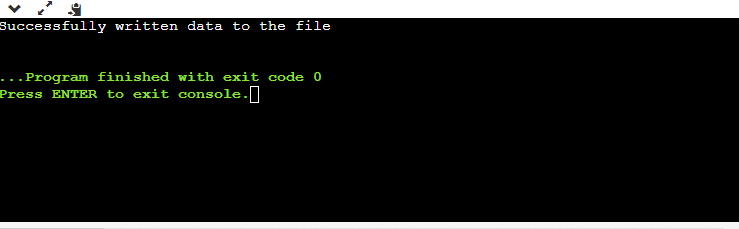 Successfully written data to the file
...Program finished with exit code 0
Press ENTER to exit console.